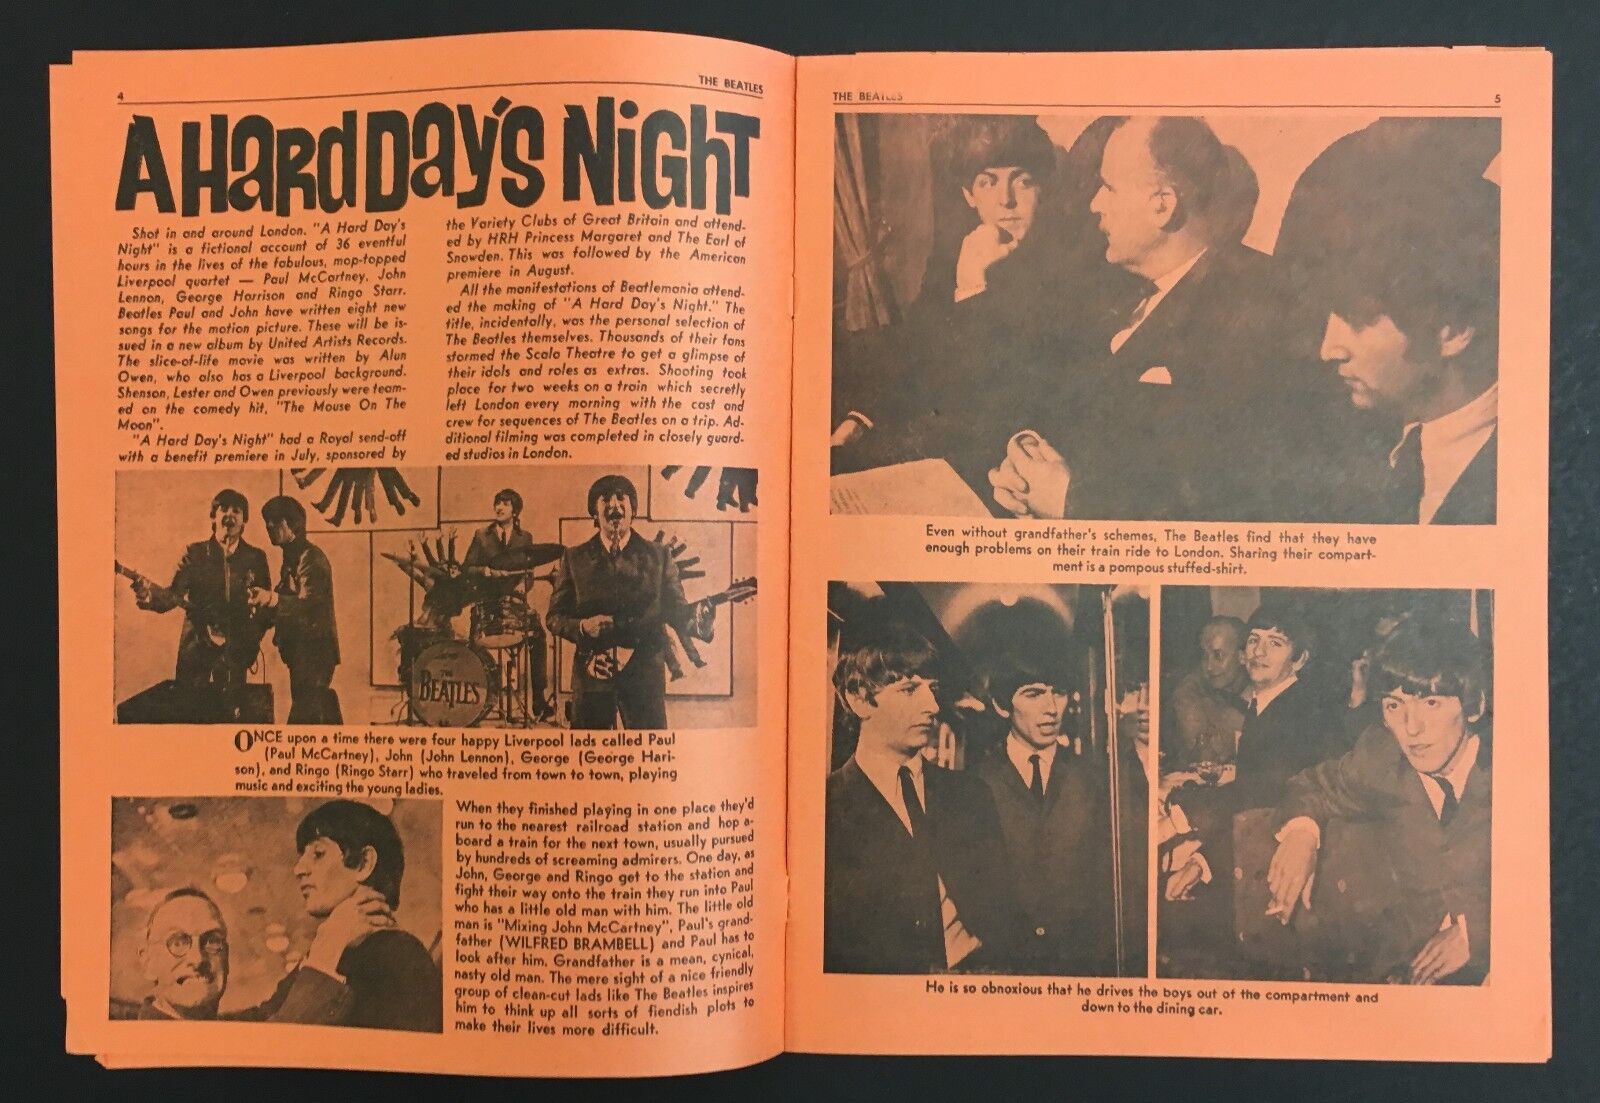 4
THE BEATLES
A HARD DAY'S NIGHT
Shot in and around London. "A Hard Day's
Night" is a fictional account of 36 eventful
hours in the lives of the fabulous, mop-topped
Liverpool quartet — Paul McCartney, John
Lennon, George Harrison and Ringo Starr.
Beatles Paul and John have written eight new
songs for the motion picture. These will be is-
sued in a new album by United Artists Records.
The slice-of-life movie was written by Alun
Owen, who also has a Liverpool background.
Shenson, Lester and Owen previously were team-
ed on the comedy hit, "The Mouse On The
Moon".
"A Hard Day's Night" had a Royal send-off
with a benefit premiere in July, sponsored by
the Variety Clubs of Great Britain and attend-
ed by HRH Princess Margaret and The Earl of
Snowden. This was followed by the American
premiere in August.
All the manifestations of Beatlemania attend-
ed the making of "A Hard Day's Night." The
title, incidentally, was the personal selection of
The Beatles themselves. Thousands of their fans
stormed the Scala Theatre to get a glimpse of
their idols and roles as extras. Shooting took
place for two weeks on a train which secretly
left London every morning with the cast and
crew for sequences of The Beatles on a trip. Ad-
ditional filming was completed in closely guard-
ed studios in London.
THE
BEATLES
ONCE upon a time there were four happy Liverpool lads called Paul
(Paul McCartney), John (John Lennon), George (George Hari-
son), and Ringo (Ringo Starr) who traveled from town to town, playing
music and exciting the young ladies.
When they finished playing in one place they'd
run to the nearest railroad station and hop a-
board a train for the next town, usually pursued
by hundreds of screaming admirers. One day, as
John, George and Ringo get to the station and
fight their way onto the train they run into Paul
who has a little old man with him. The little old
man is "Mixing John McCartney", Paul's grand-
father (WILFRED BRAMBELL) and Paul has to
look after him. Grandfather is a mean, cynical,
nasty old man. The mere sight of a nice friendly
group of clean-cut lads like The Beatles inspires
him to think up all sorts of fiendish plots to
make their lives more difficult.
THE BEATLES
5
Even without grandfather's schemes, The Beatles find that they have
enough problems on their train ride to London. Sharing their compart-
ment is a pompous stuffed-shirt.
He is so obnoxious that he drives the boys out of the compartment and
down to the dining car.